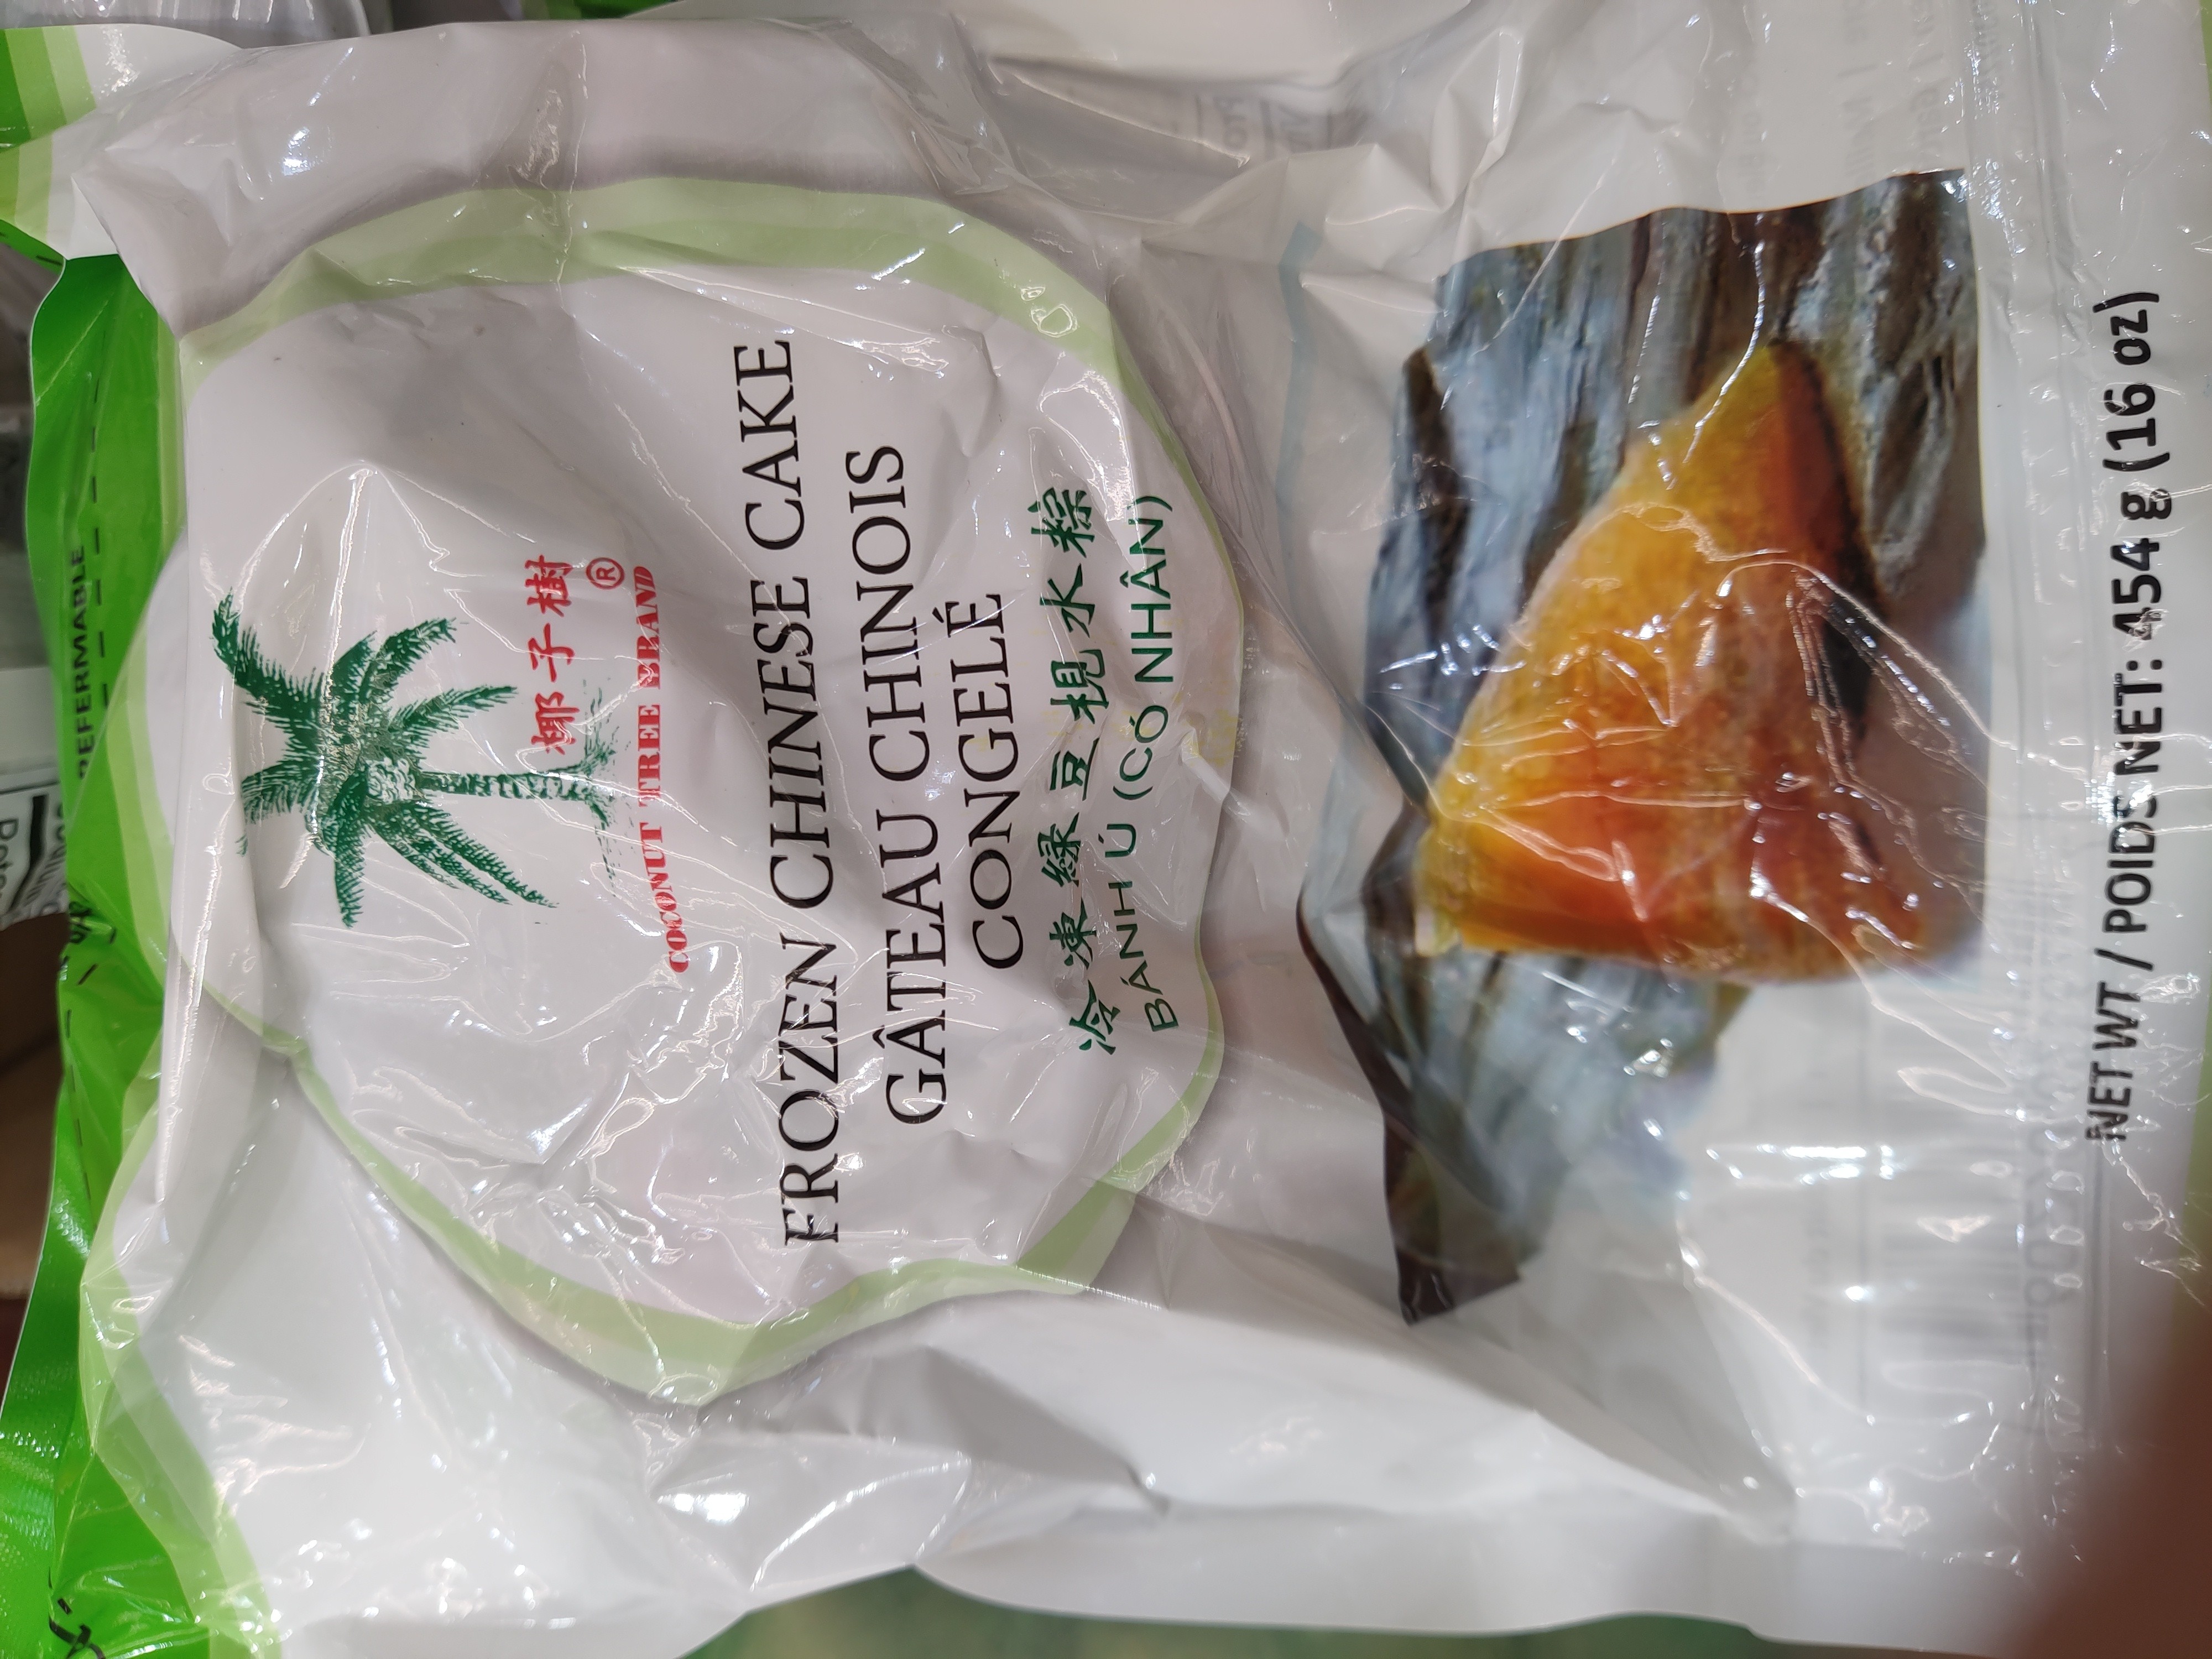 REFERMABLE
椰子樹
®
COCONUT TREE BRAND
FROZEN CHINESE CAKE
GÂTEAU CHINOIS
CONGELÉ
冷凍綠豆梘水粽
BÁNH Ú (CÓ NHÂN)
NET WT / POIDS NET: 454 g (16 oz)